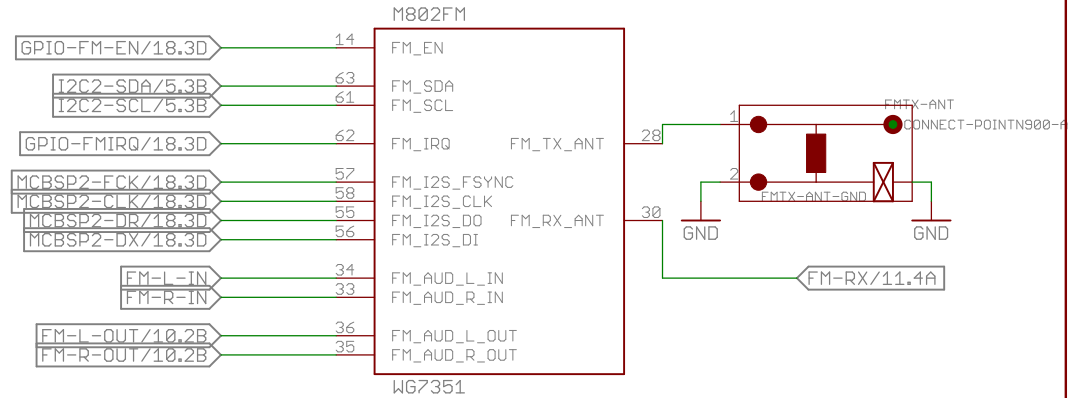 M802FM
GPIO-FM-EN/18.3D 14 FM_EN
I2C2-SDA/5.3B 63 FM_SDA
I2C2-SCL/5.3B 61 FM_SCL
FMTX-ANT
1 CONNECT-POINTN900-A
GPIO-FMIRQ/18.3D 62 FM_IRQ FM_TX_ANT 28
MCBSP2-FCK/18.3D 57 FM_I2S_FSYNC
2
MCBSP2-CLK/18.3D 58 FM_I2S_CLK
FMTX-ANT-GND
MCBSP2-DR/18.3D 55 FM_I2S_DO FM_RX_ANT 30
GND GND
MCBSP2-DX/18.3D 56 FM_I2S_DI
FM-L-IN 34 FM_AUD_L_IN
FM-RX/11.4A
FM-R-IN 33 FM_AUD_R_IN
FM-L-OUT/10.2B 36 FM_AUD_L_OUT
FM-R-OUT/10.2B 35 FM_AUD_R_OUT
WG7351